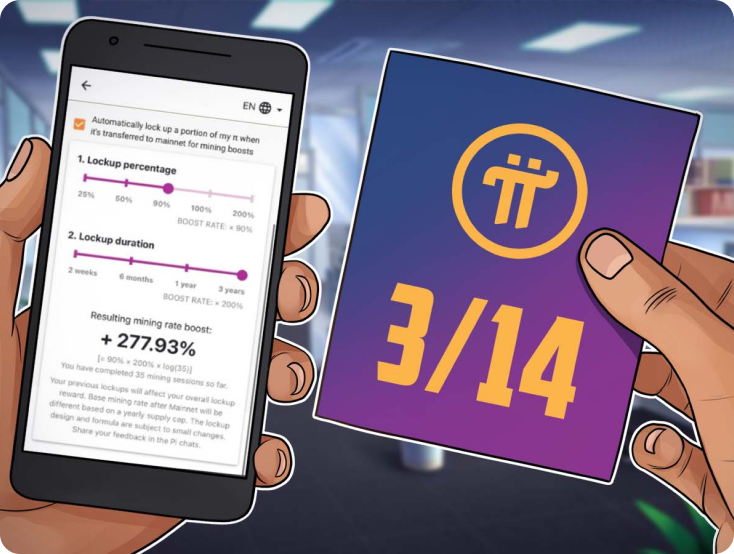 EN
Automatically lock up a portion of my π when
it's transferred to mainnet for mining boosts
1. Lockup percentage
25% 50% 90% 100% 200%
BOOST RATE: × 90%
2. Lockup duration
2 weeks 6 months 1 year 3 years
BOOST RATE: × 200%
Resulting mining rate boost:
+ 277.93%
[= 90% × 200% × log(35)]
You have completed 35 mining sessions so far.
Your previous lockups will affect your overall lockup
reward. Base mining rate after Mainnet will be
different based on a yearly supply cap. The lockup
design and formula are subject to small changes.
Share your feedback in the Pi chats.
π
3/14